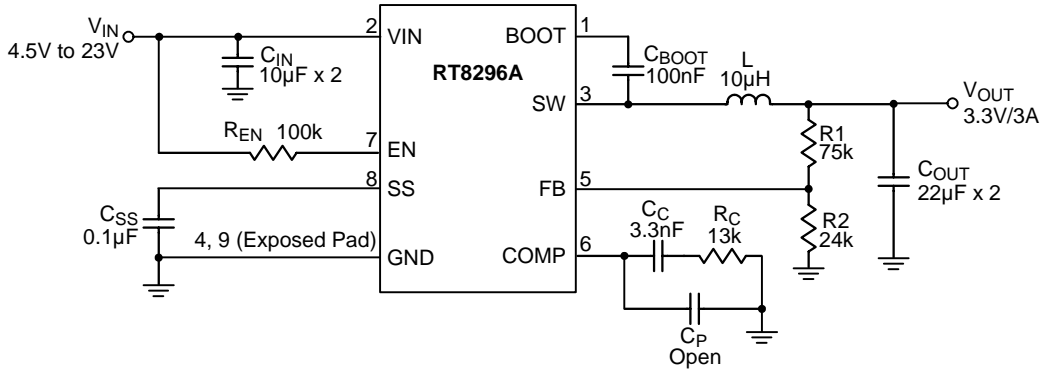 VIN
4.5V to 23V
CIN
10µF x 2
REN 100k
CSS
0.1µF
4, 9 (Exposed Pad)
2
7
8
VIN
EN
SS
GND
RT8296A
BOOT
SW
FB
COMP
1
3
5
6
CBOOT
100nF
L
10µH
VOUT
3.3V/3A
R1
75k
COUT
22µF x 2
R2
24k
CC
3.3nF
RC
13k
CP
Open